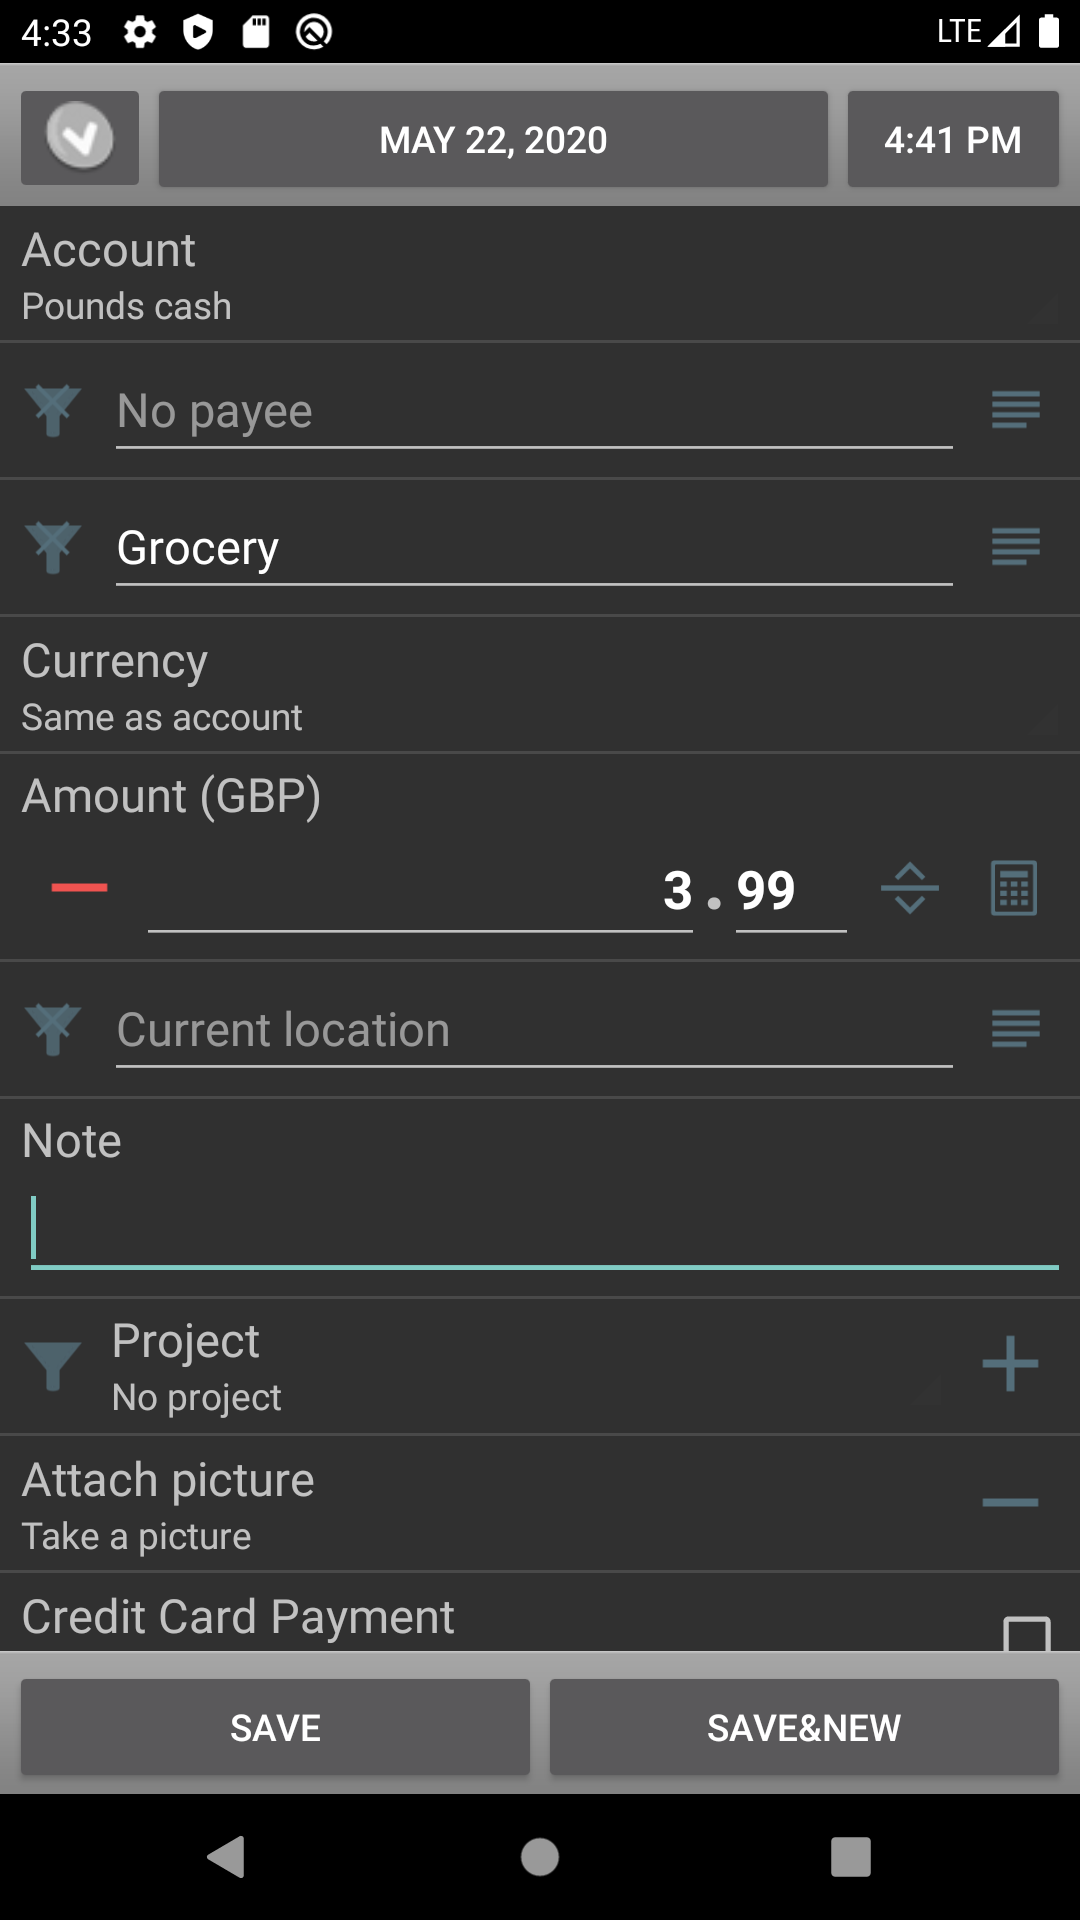 4:33
LTE
MAY 22, 2020
4:41 PM
Account
Pounds cash
No payee
Grocery
Currency
Same as account
Amount (GBP)
3.99
Current location
Note
Project
No project
Attach picture
Take a picture
Credit Card Payment
SAVE
SAVE&NEW